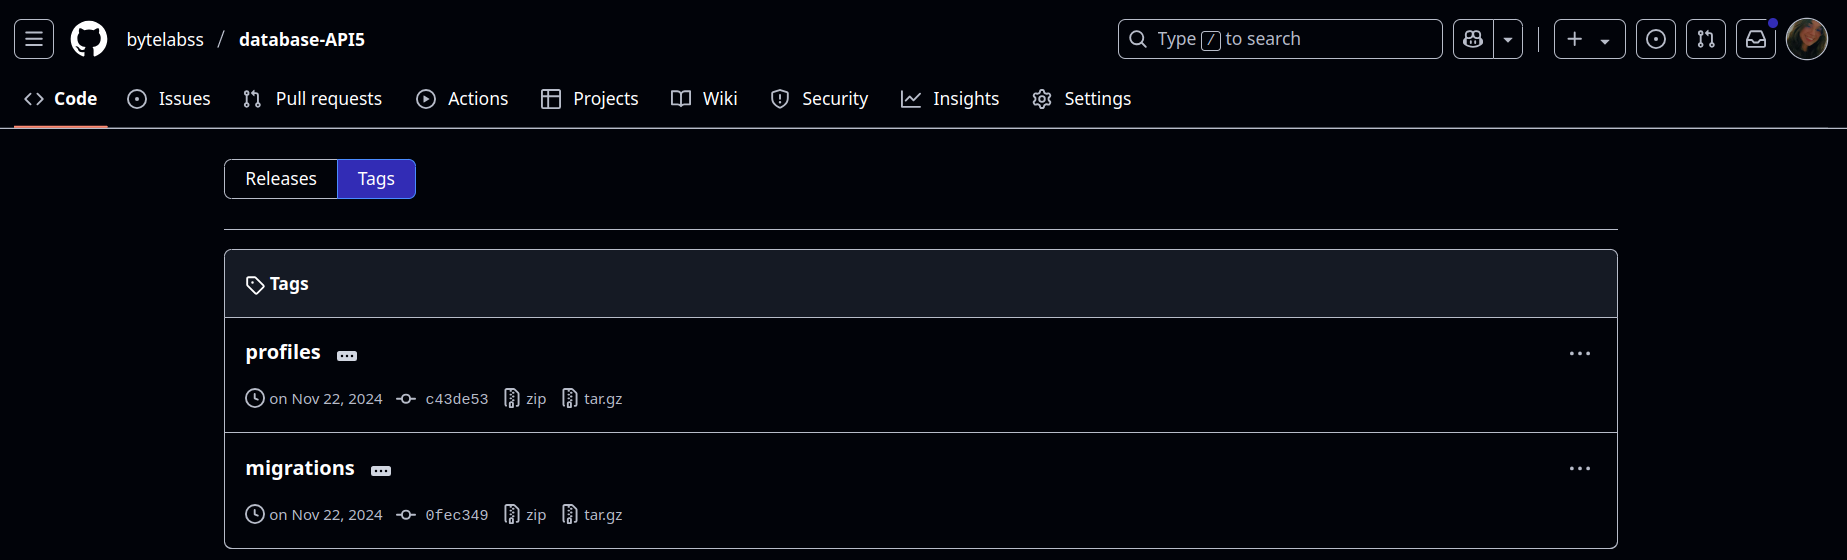 bytelabss / database-API5
Type / to search
Code Issues Pull requests Actions Projects Wiki Security Insights Settings
Releases Tags
Tags
profiles
on Nov 22, 2024 c43de53 zip tar.gz
migrations
on Nov 22, 2024 0fec349 zip tar.gz